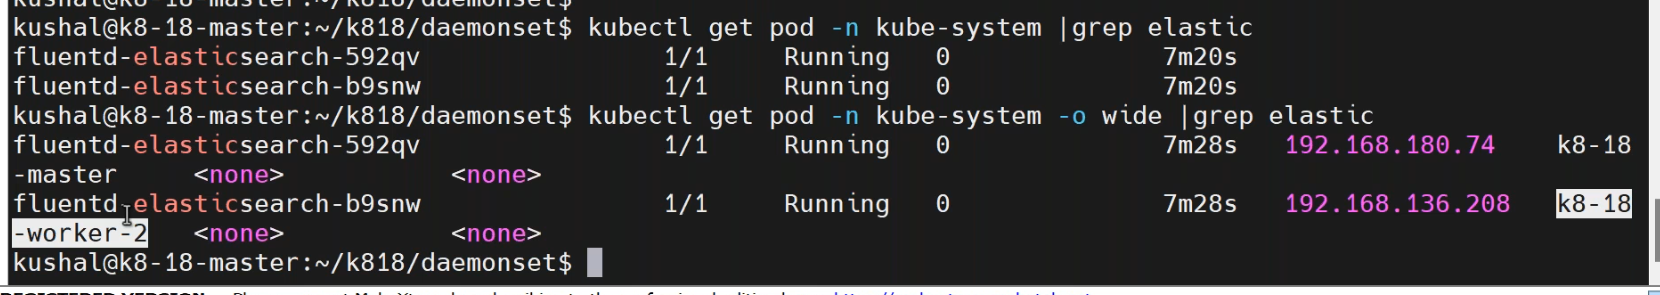 kushal@k8-18-master:~/k818/daemonset$ kubectl get pod -n kube-system |grep elastic
fluentd-elasticsearch-592qv 1/1 Running 0 7m20s
fluentd-elasticsearch-b9snw 1/1 Running 0 7m20s
kushal@k8-18-master:~/k818/daemonset$ kubectl get pod -n kube-system -o wide |grep elastic
fluentd-elasticsearch-592qv 1/1 Running 0 7m28s 192.168.180.74 k8-18
-master <none> <none>
fluentd-elasticsearch-b9snw 1/1 Running 0 7m28s 192.168.136.208 k8-18
-worker-2 <none> <none>
kushal@k8-18-master:~/k818/daemonset$